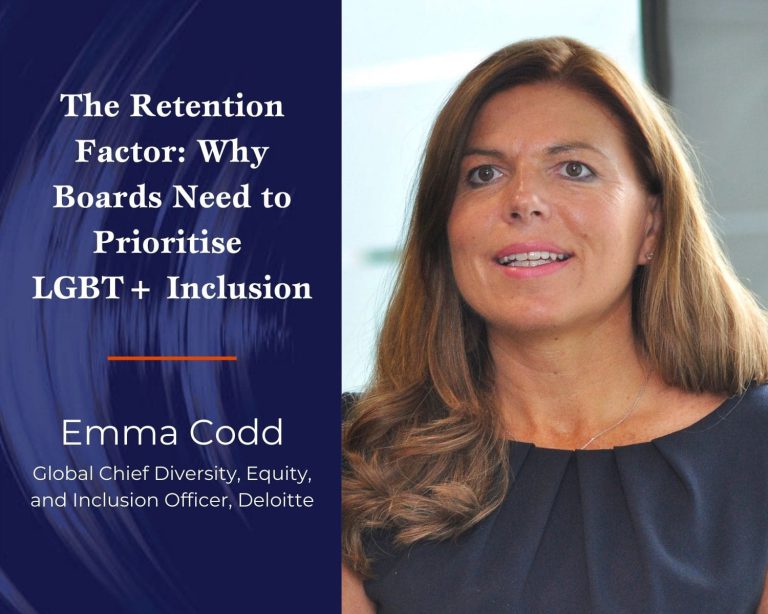 The Retention
Factor: Why
Boards Need to
Prioritise
LGBT+ Inclusion
Emma Codd
Global Chief Diversity, Equity,
and Inclusion Officer, Deloitte